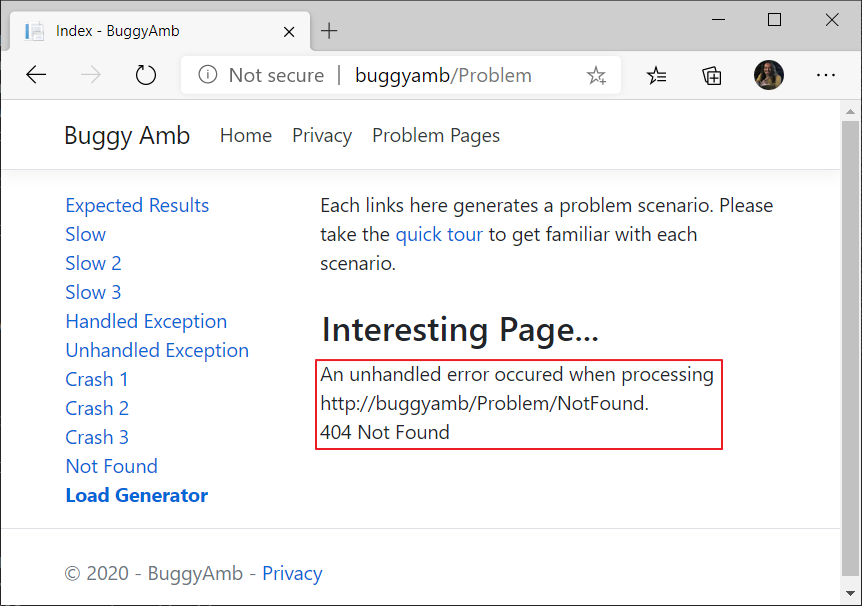 Index - BuggyAmb
Not secure | buggyamb/Problem
Buggy Amb Home Privacy Problem Pages
Expected Results
Slow
Slow 2
Slow 3
Handled Exception
Unhandled Exception
Crash 1
Crash 2
Crash 3
Not Found
Load Generator
Each links here generates a problem scenario. Please
take the quick tour to get familiar with each
scenario.
Interesting Page...
An unhandled error occured when processing
http://buggyamb/Problem/NotFound.
404 Not Found
© 2020 - BuggyAmb - Privacy